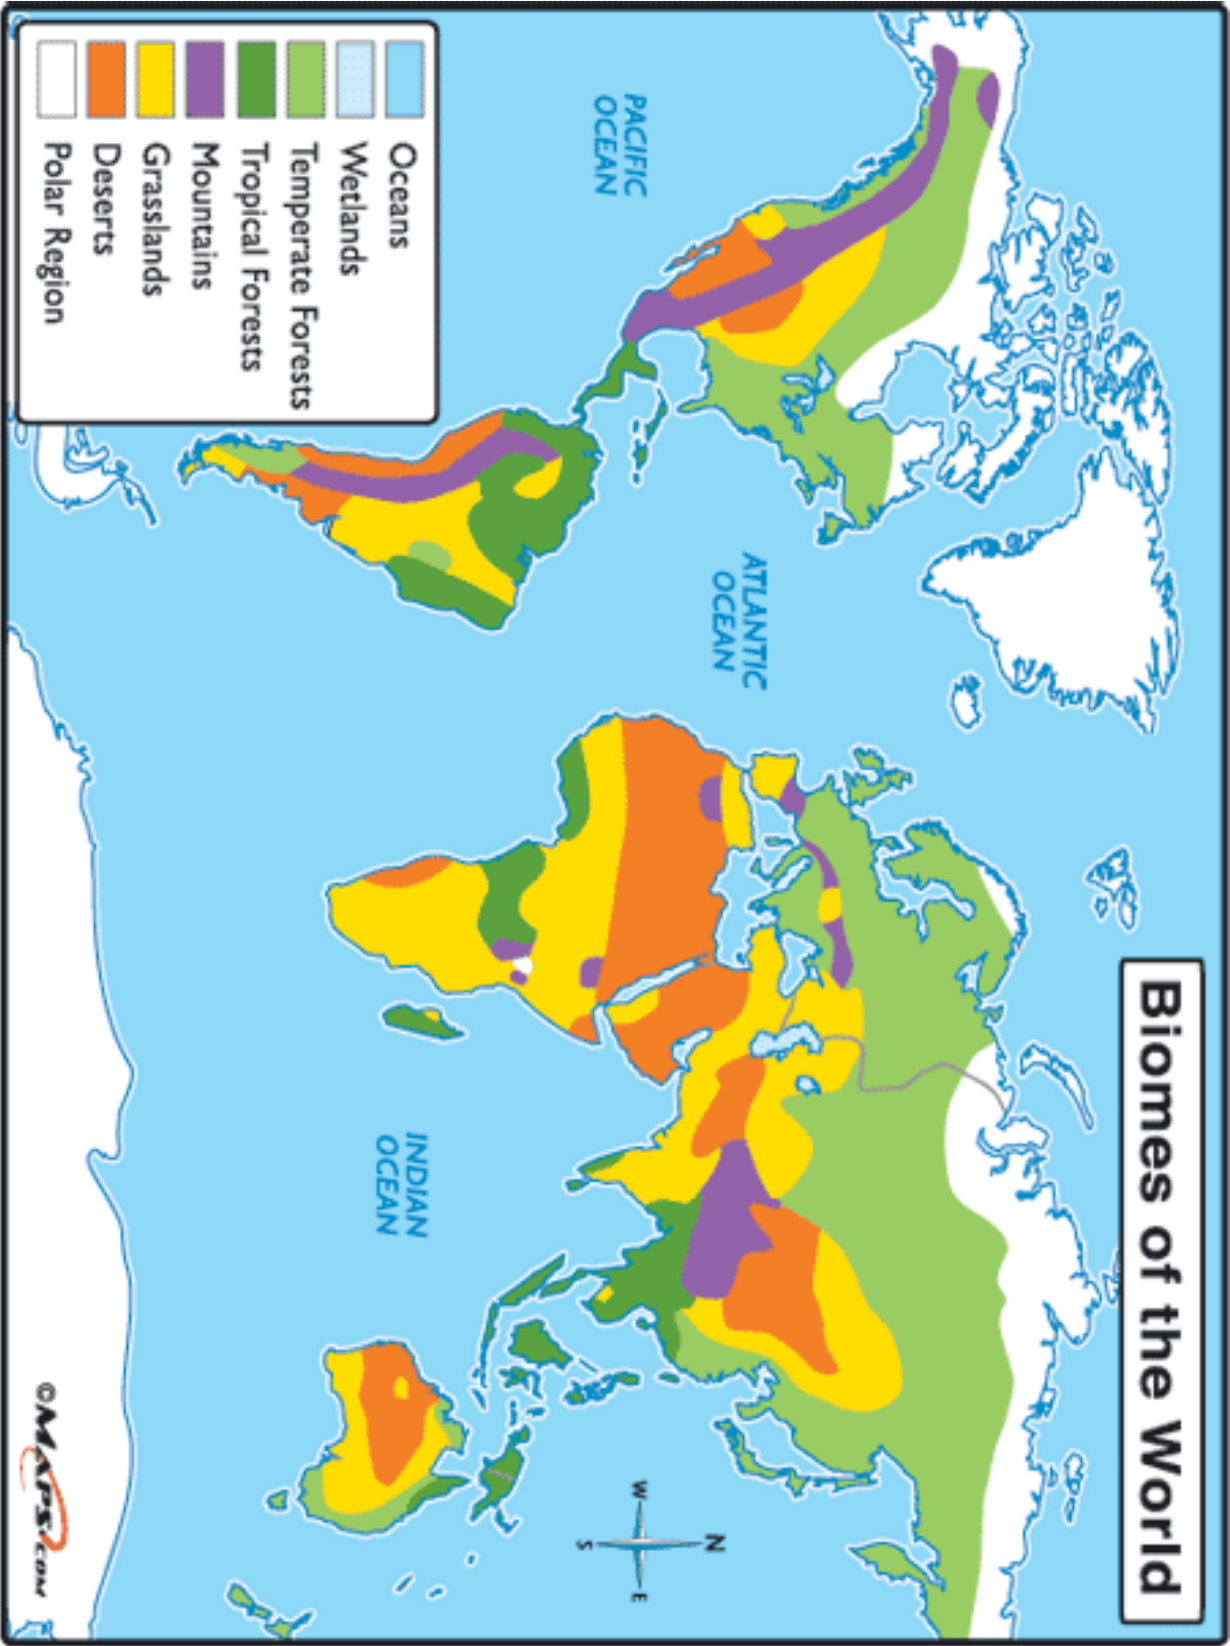 Biomes of the World
PACIFIC
OCEAN
ATLANTIC
OCEAN
INDIAN
OCEAN
N
W
E
S
Oceans
Wetlands
Temperate Forests
Tropical Forests
Mountains
Grasslands
Deserts
Polar Region
©MAPS.COM